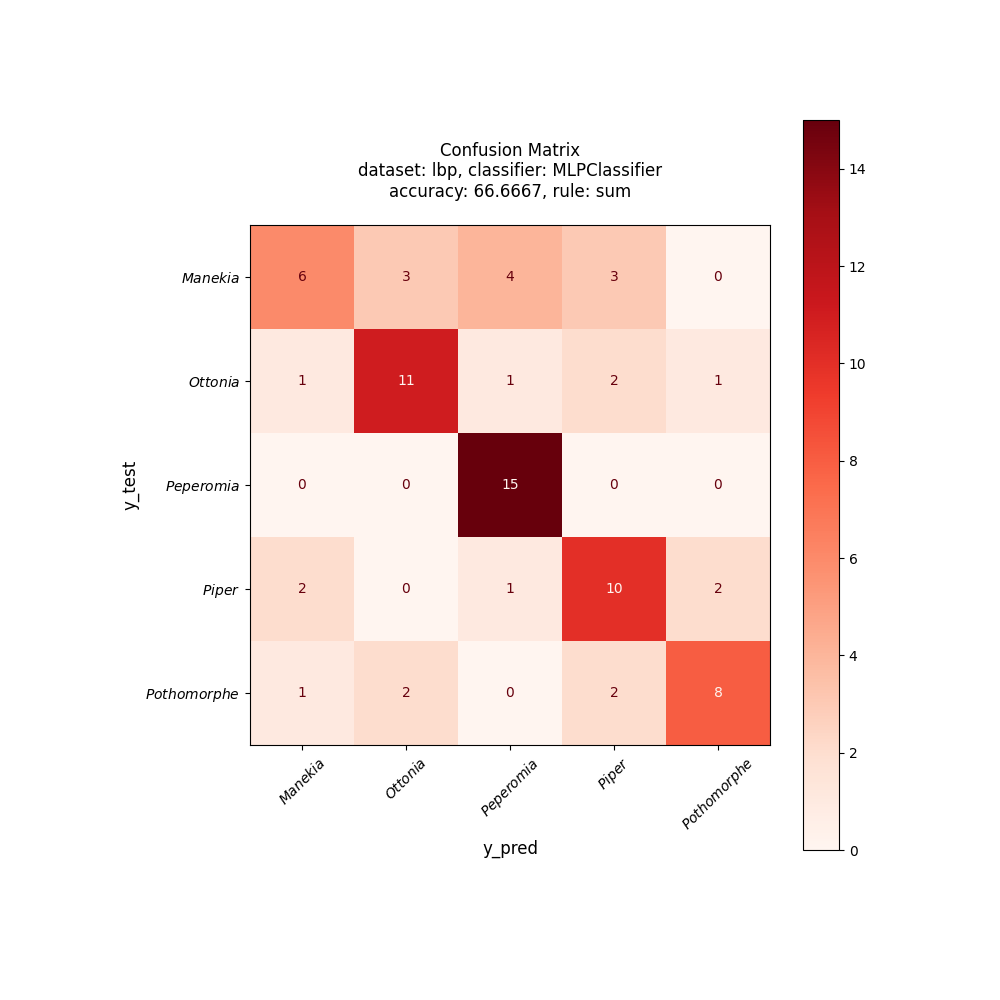 Confusion Matrix
dataset: lbp, classifier: MLPClassifier
accuracy: 66.6667, rule: sum
Manekia 6 3 4 3 0
Ottonia 1 11 1 2 1
Peperomia 0 0 15 0 0
Piper 2 0 1 10 2
Pothomorphe 1 2 0 2 8
y_test
Manekia Ottonia Peperomia Piper Pothomorphe
y_pred
14
12
10
8
6
4
2
0